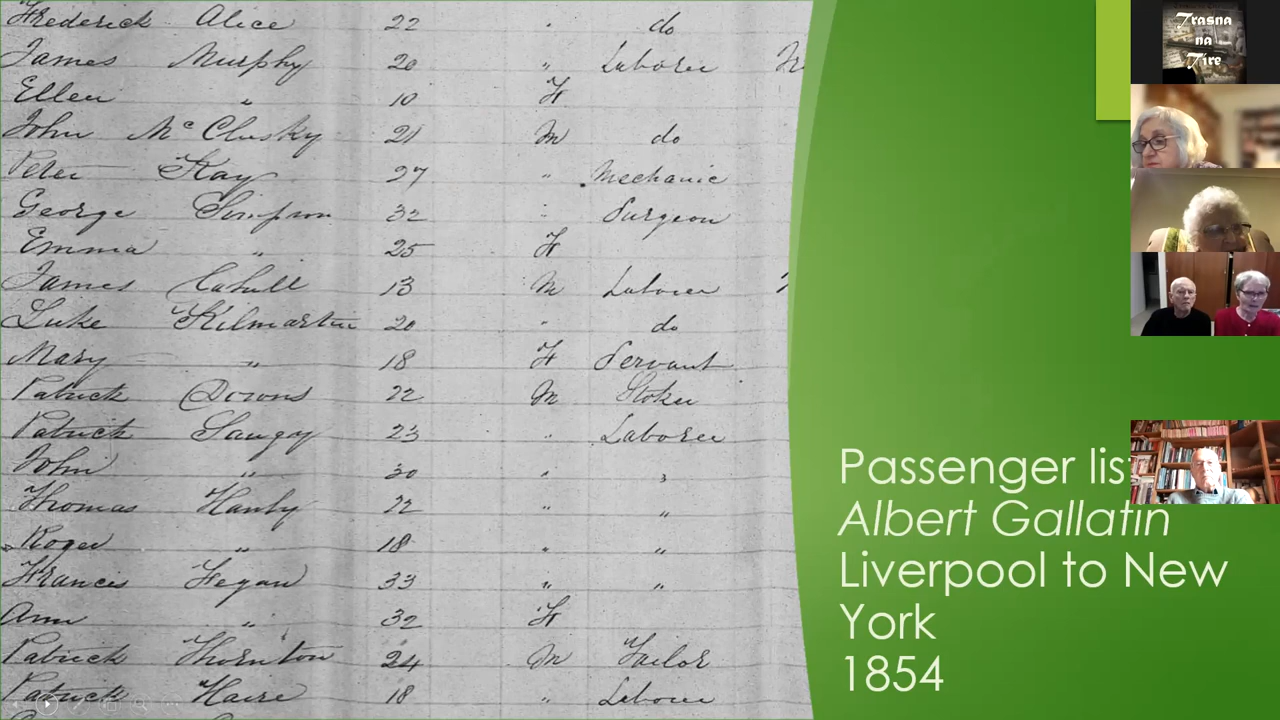 Frederick Alice 22 " do
James Murphy 20 " Laborer
Ellen " 10 F
John McClusky 21 M do
Peter Kay 27 " Mechanic
George Simpson 32 " Surgeon
Emma " 25 F
James Cahill 13 M Laborer
Luke Kilmartin 20 " do
Mary " 18 F Servant
Patrick Downs 22 M Stoker
Patrick 23 " Laborer
John " 30 " "
Thomas Hanly 22 " "
Roger " 18 " "
Francis Fegan 33 " "
Ann " 32 F
Patrick Thornton 24 M Tailor
Patrick Haire 18 " Laborer
Passenger lis
Albert Gallatin
Liverpool to New
York
1854
Trasna
na
Tíre